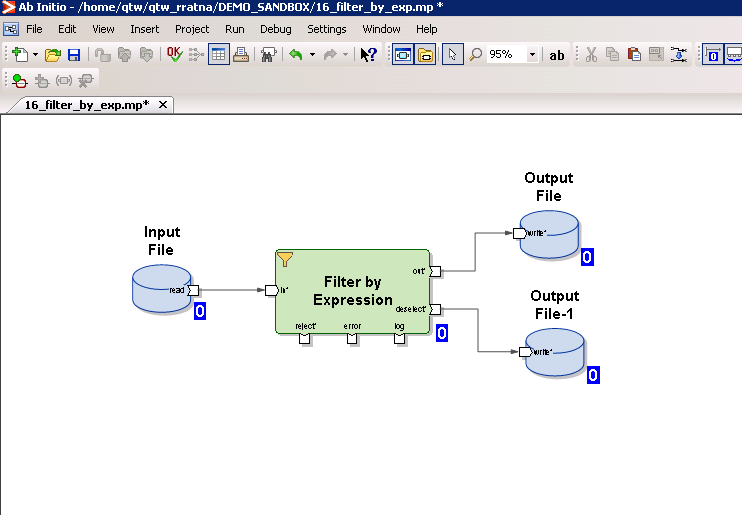 Ab Initio - /home/qtw/qtw_rratna/DEMO_SANDBOX/16_filter_by_exp.mp *
File Edit View Insert Project Run Debug Settings Window Help
OK 95% ab 0
16_filter_by_exp.mp* X
Output
File
write*
0
Input
File
read
0
in*
Filter by
Expression
out*
deselect*
reject*
error
log
0
Output
File-1
write*
0